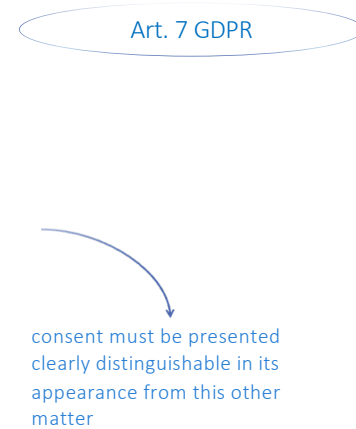 Art. 7 GDPR
consent must be presented
clearly distinguishable in its
appearance from this other
matter